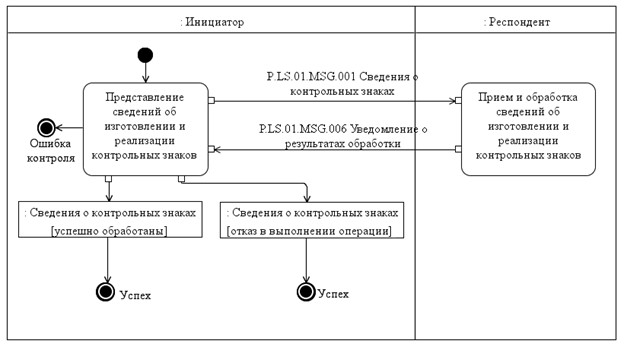 : Инициатор
: Респондент
P.LS.01.MSG.001 Сведения о
контрольных знаках
Представление
сведений об
изготовлении и
реализации
контрольных знаков
Прием и обработка
сведений об
изготовлении и
реализации
контрольных знаков
P.LS.01.MSG.006 Уведомление о
результатах обработки
Ошибка
контроля
: Сведения о контрольных знаках
[успешно обработаны]
: Сведения о контрольных знаках
[отказ в выполнении операции]
Успех
Успех